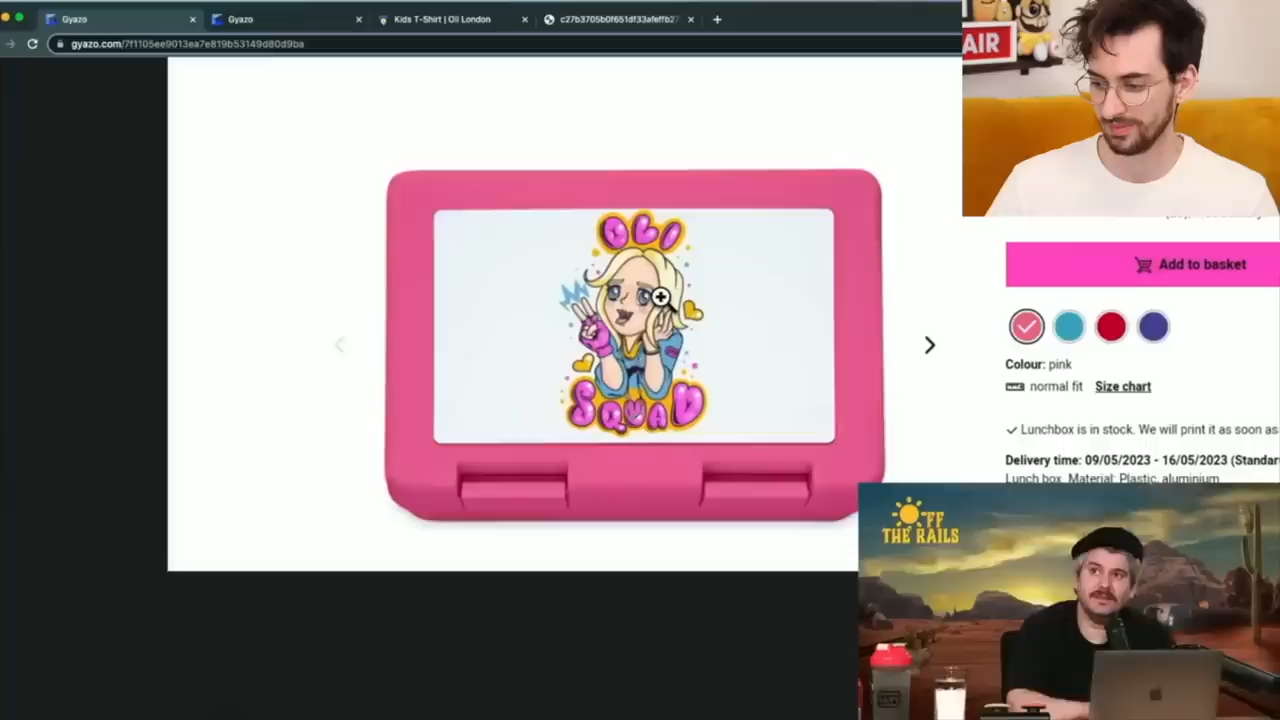 Gyazo
Gyazo
Kids T-Shirt | Oli London
c27b3705b0f651df33afeffb27
gyazo.com/7f1105ee9013ea7e819b53149d80d9ba
AIR
OLI
SQUAD
Add to basket
Colour: pink
normal fit Size chart
Lunchbox is in stock. We will print it as soon as
Delivery time: 09/05/2023 - 16/05/2023 (Standar
Lunch box. Material: Plastic, aluminium
OFF
THE RAILS